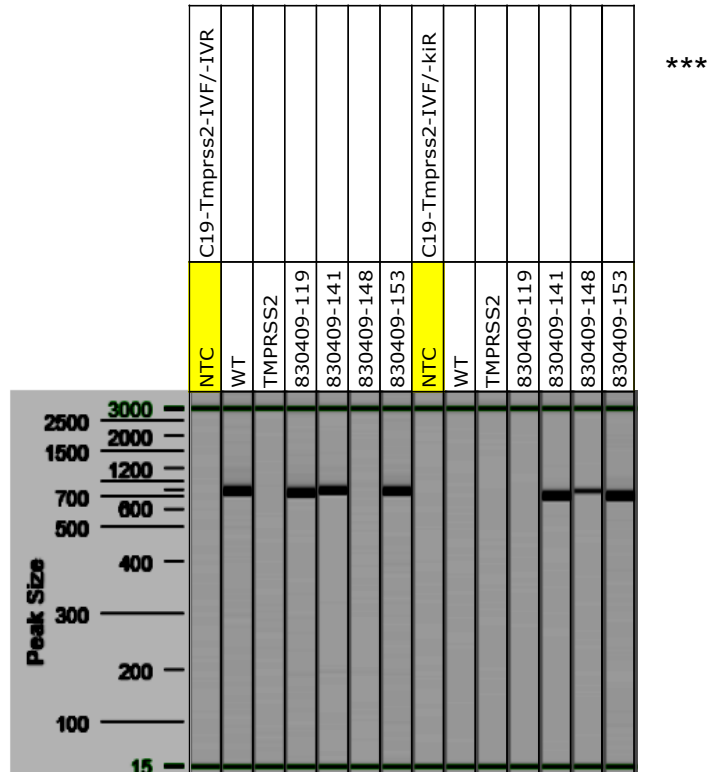 C19-Tmprss2-IVF/-IVR
C19-Tmprss2-IVF/-kiR
***
NTC
WT
TMPRSS2
830409-119
830409-141
830409-148
830409-153
NTC
WT
TMPRSS2
830409-119
830409-141
830409-148
830409-153
Peak Size
3000
2500
2000
1500
1200
700
600
500
400
300
200
100
15